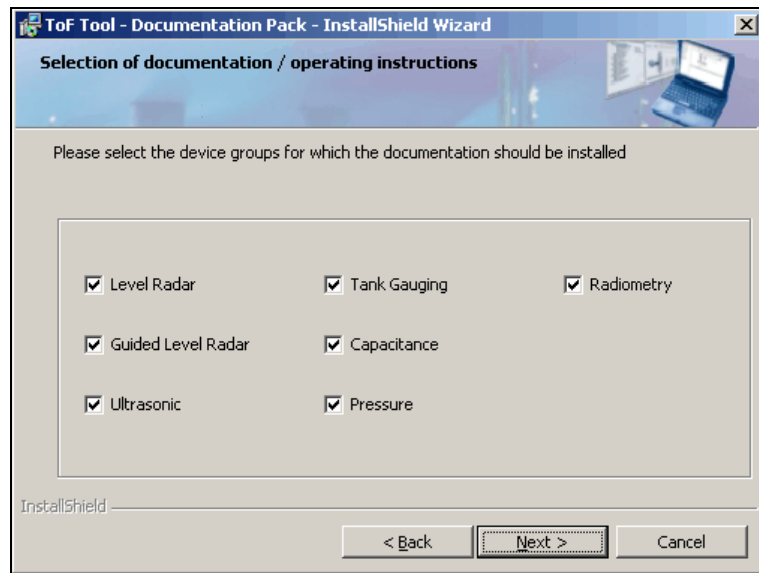 ToF Tool - Documentation Pack - InstallShield Wizard
Selection of documentation / operating instructions
Please select the device groups for which the documentation should be installed
Level Radar
Tank Gauging
Radiometry
Guided Level Radar
Capacitance
Ultrasonic
Pressure
InstallShield
< Back
Next >
Cancel